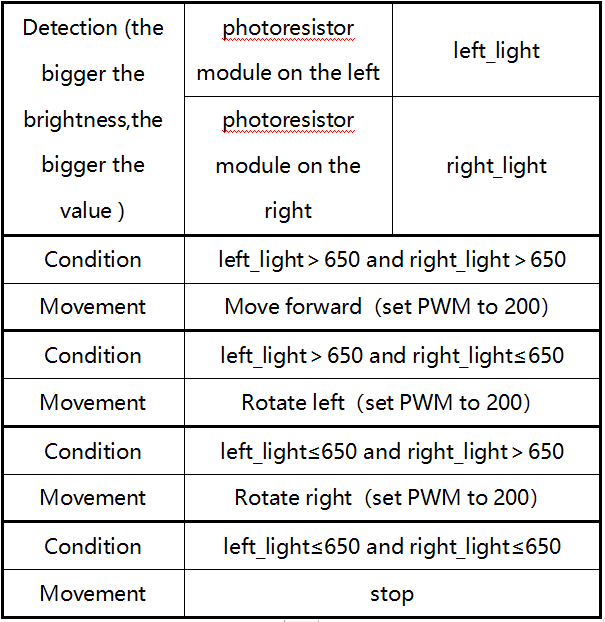 Detection (the
bigger the
brightness,the
bigger the
value )
photoresistor
module on the left
left_light
photoresistor
module on the
right
right_light
Condition
left_light＞650 and right_light＞650
Movement
Move forward（set PWM to 200）
Condition
left_light＞650 and right_light≤650
Movement
Rotate left（set PWM to 200）
Condition
left_light≤650 and right_light＞650
Movement
Rotate right（set PWM to 200）
Condition
left_light≤650 and right_light≤650
Movement
stop